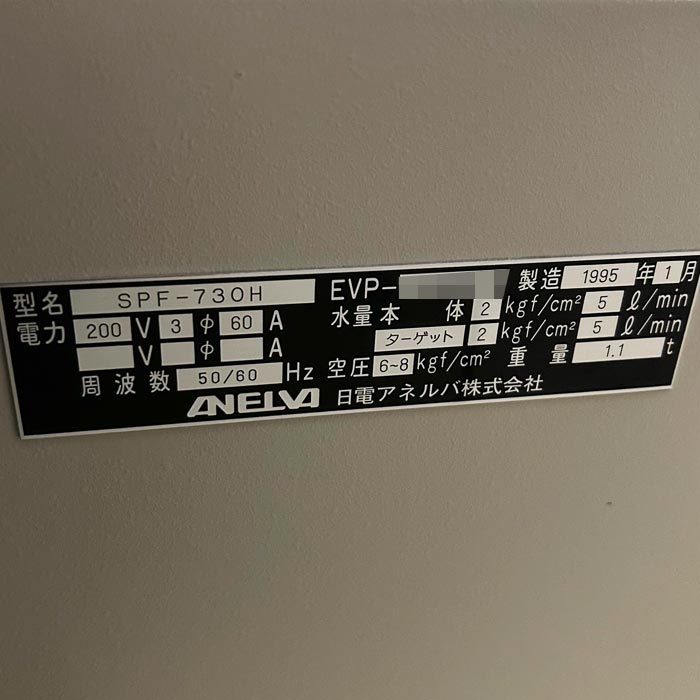 型名 SPF-730H EVP- 製造 1995 年 1 月
電力 200 V 3 φ 60 A 水量 本体 2 kgf/cm² 5 ℓ/min
V φ A ターゲット 2 kgf/cm² 5 ℓ/min
周波数 50/60 Hz 空圧 6~8 kgf/cm² 重量 1.1 t
ANELVA 日電アネルバ株式会社